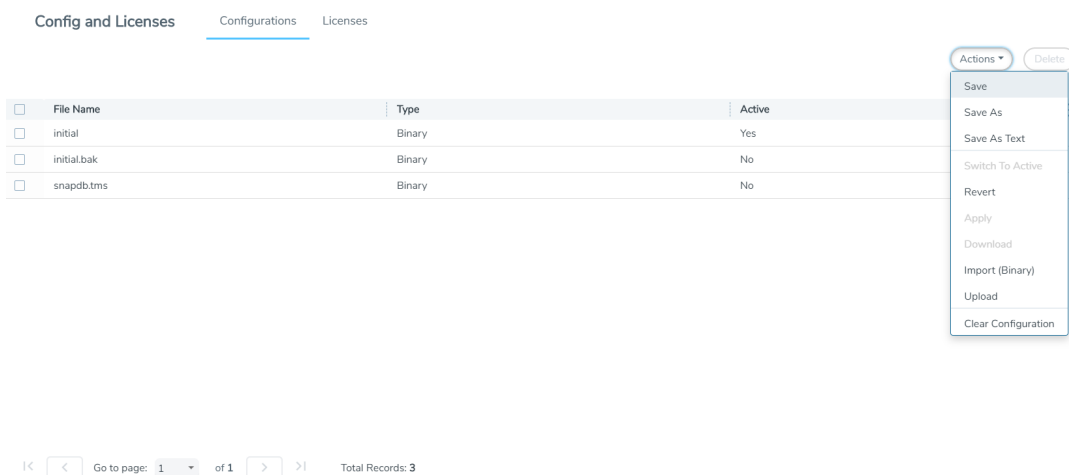 Config and Licenses Configurations Licenses
Actions Delete
File Name Type Active
initial Binary Yes
initial.bak Binary No
snapdb.tms Binary No
Save
Save As
Save As Text
Switch To Active
Revert
Apply
Download
Import (Binary)
Upload
Clear Configuration
Go to page: 1 of 1 Total Records: 3